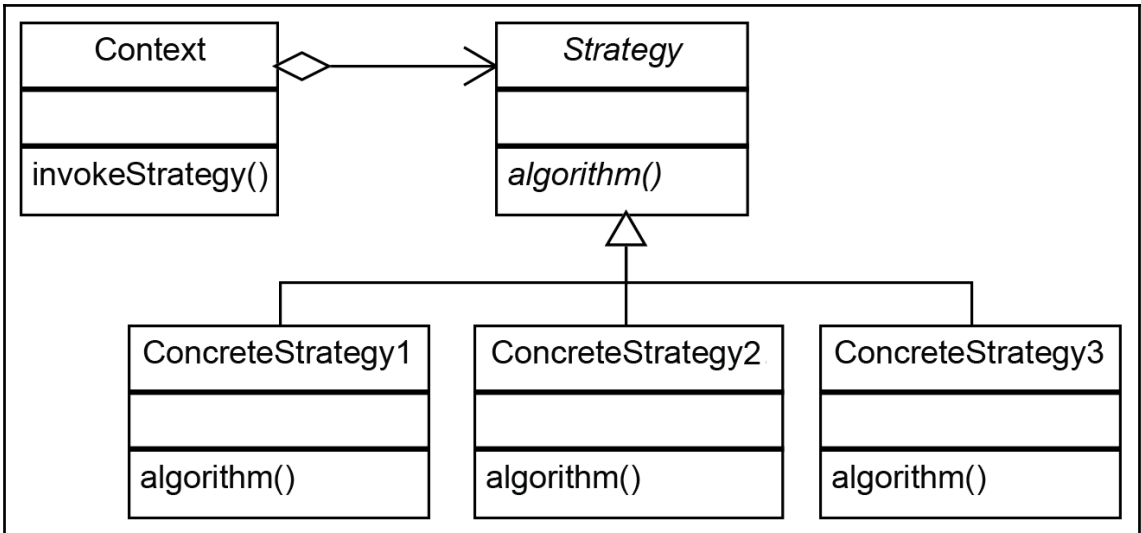 Context
Strategy
invokeStrategy()
algorithm()
ConcreteStrategy1
ConcreteStrategy2
ConcreteStrategy3
algorithm()
algorithm()
algorithm()